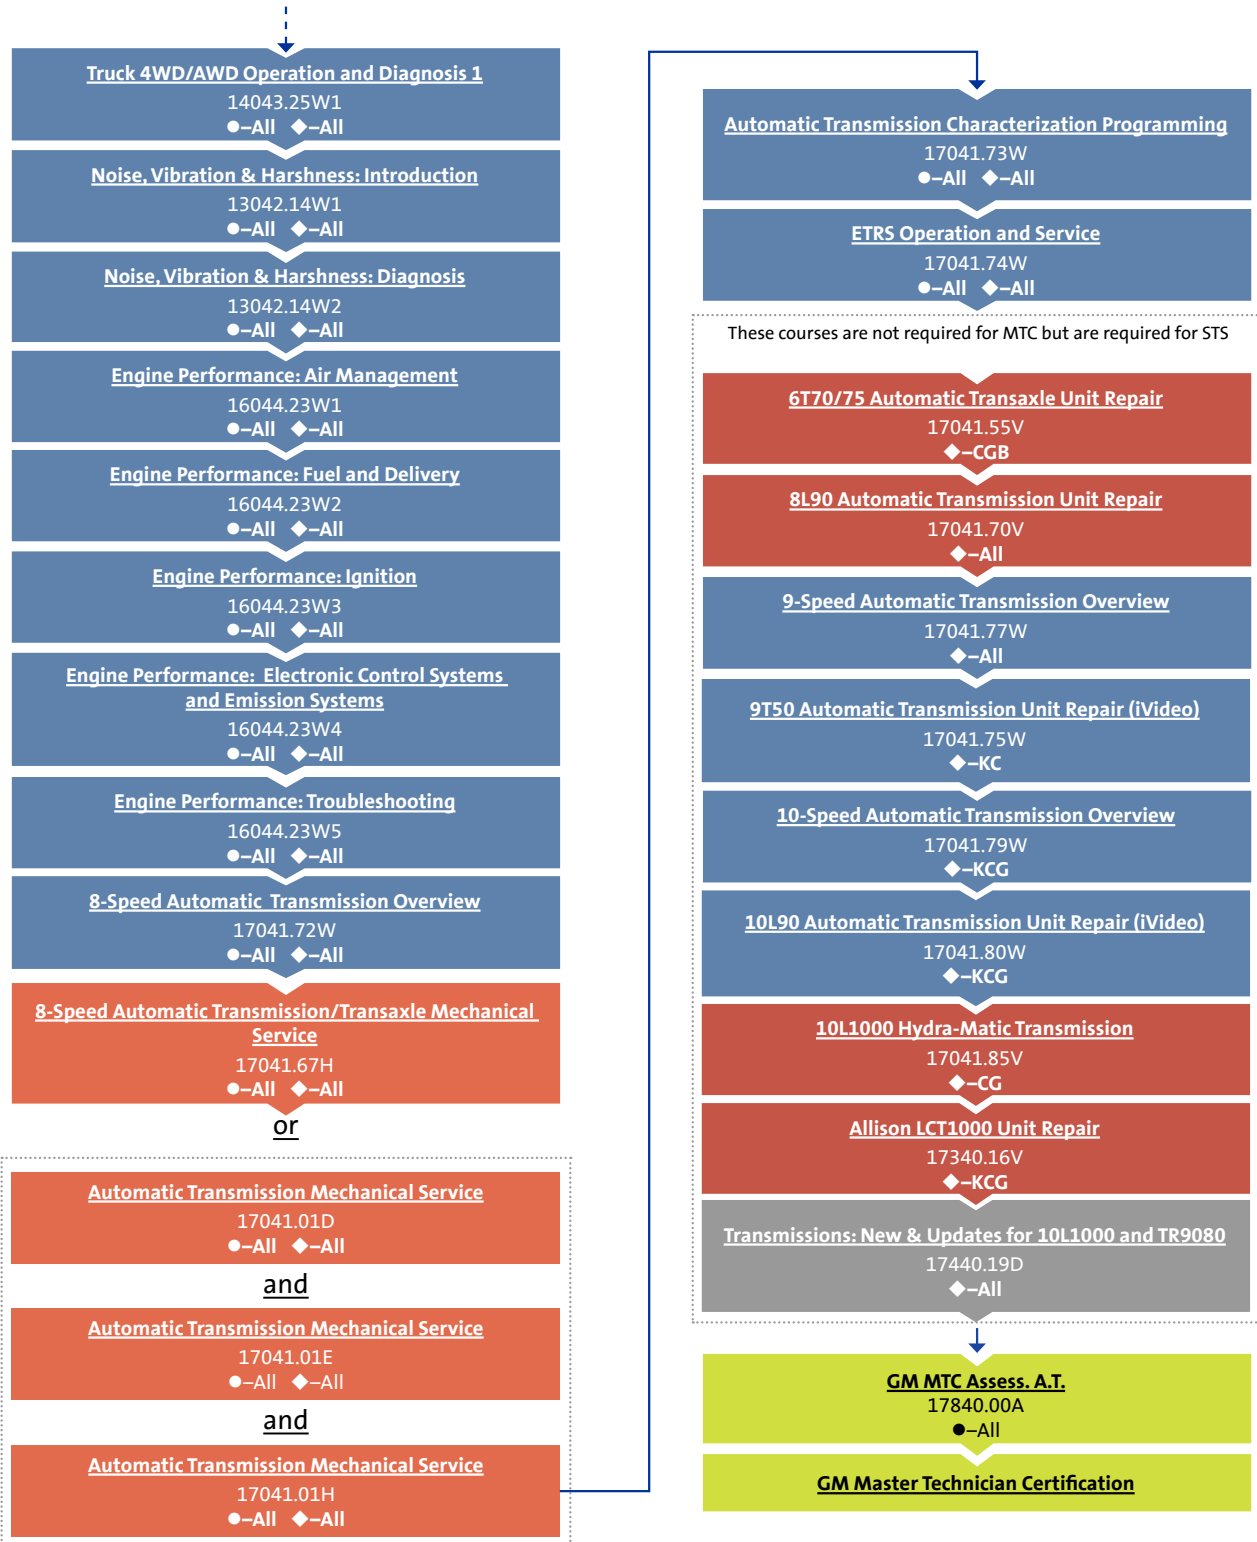 Truck 4WD/AWD Operation and Diagnosis 1
14043.25W1
●–All ◆–All
Noise, Vibration & Harshness: Introduction
13042.14W1
●–All ◆–All
Noise, Vibration & Harshness: Diagnosis
13042.14W2
●–All ◆–All
Engine Performance: Air Management
16044.23W1
●–All ◆–All
Engine Performance: Fuel and Delivery
16044.23W2
●–All ◆–All
Engine Performance: Ignition
16044.23W3
●–All ◆–All
Engine Performance: Electronic Control Systems
and Emission Systems
16044.23W4
●–All ◆–All
Engine Performance: Troubleshooting
16044.23W5
●–All ◆–All
8-Speed Automatic Transmission Overview
17041.72W
●–All ◆–All
8-Speed Automatic Transmission/Transaxle Mechanical
Service
17041.67H
●–All ◆–All
or
Automatic Transmission Mechanical Service
17041.01D
●–All ◆–All
and
Automatic Transmission Mechanical Service
17041.01E
●–All ◆–All
and
Automatic Transmission Mechanical Service
17041.01H
●–All ◆–All
Automatic Transmission Characterization Programming
17041.73W
●–All ◆–All
ETRS Operation and Service
17041.74W
●–All ◆–All
These courses are not required for MTC but are required for STS
6T70/75 Automatic Transaxle Unit Repair
17041.55V
◆–CGB
8L90 Automatic Transmission Unit Repair
17041.70V
◆–All
9-Speed Automatic Transmission Overview
17041.77W
◆–All
9T50 Automatic Transmission Unit Repair (iVideo)
17041.75W
◆–KC
10-Speed Automatic Transmission Overview
17041.79W
◆–KCG
10L90 Automatic Transmission Unit Repair (iVideo)
17041.80W
◆–KCG
10L1000 Hydra-Matic Transmission
17041.85V
◆–CG
Allison LCT1000 Unit Repair
17340.16V
◆–KCG
Transmissions: New & Updates for 10L1000 and TR9080
17440.19D
◆–All
GM MTC Assess. A.T.
17840.00A
●–All
GM Master Technician Certification